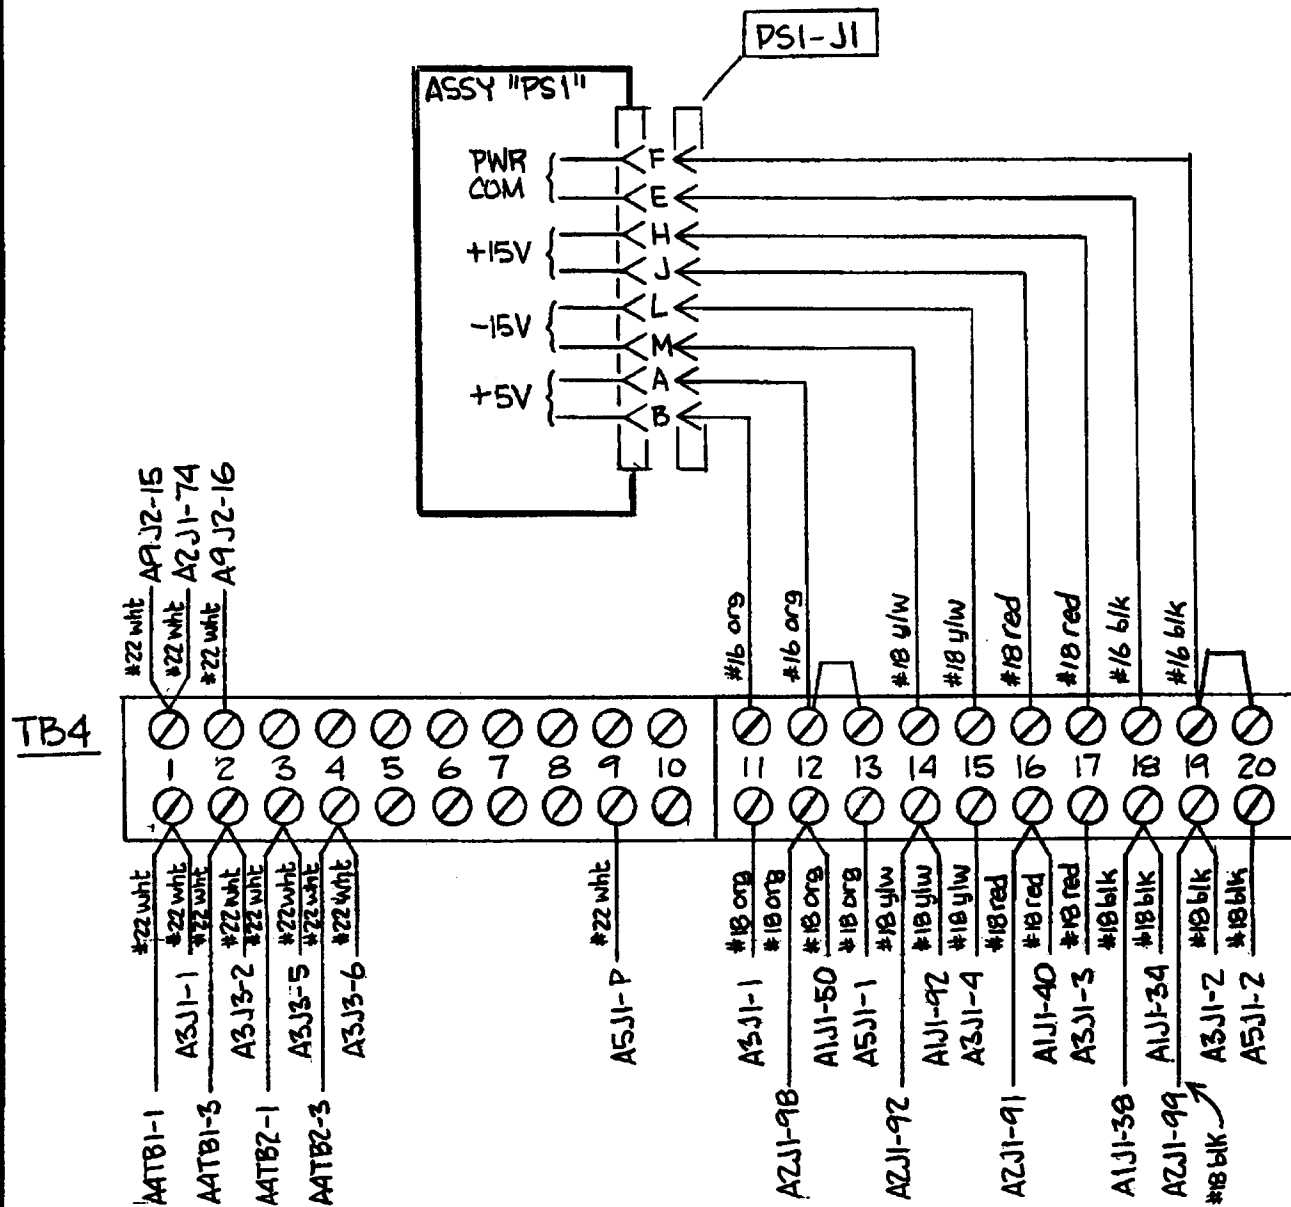 PS1-J1
ASSY "PS1"
PWR
COM
F
E
+15V
H
J
-15V
L
M
+5V
A
B
A9J2-15
A2J1-74
A9J2-16
#22 wht
#22 wht
#22 wht
#16 org
#16 org
#18 ylw
#18 ylw
#18 red
#18 red
#16 blk
#16 blk
TB4
1 2 3 4 5 6 7 8 9 10 11 12 13 14 15 16 17 18 19 20
#22 wht
#22 wht
#22 wht
#22 wht
#22 wht
#22 wht
#22 wht
#22 wht
#22 wht
#18 org
#18 org
#18 org
#18 org
#18 ylw
#18 ylw
#18 ylw
#18 red
#18 red
#18 red
#18 blk
#18 blk
#18 blk
#18 blk
A3J1-1
A3J3-2
A3J3-5
A3J3-6
A5J1-P
A3J1-1
A1J1-50
A5J1-1
A1J1-92
A3J1-4
A1J1-40
A3J1-3
A1J1-34
A3J1-2
A5J1-2
A4TB1-1
A4TB1-3
A4TB2-1
A4TB2-3
A2J1-98
A2J1-92
A2J1-91
A1J1-38
A2J1-99
#18 blk